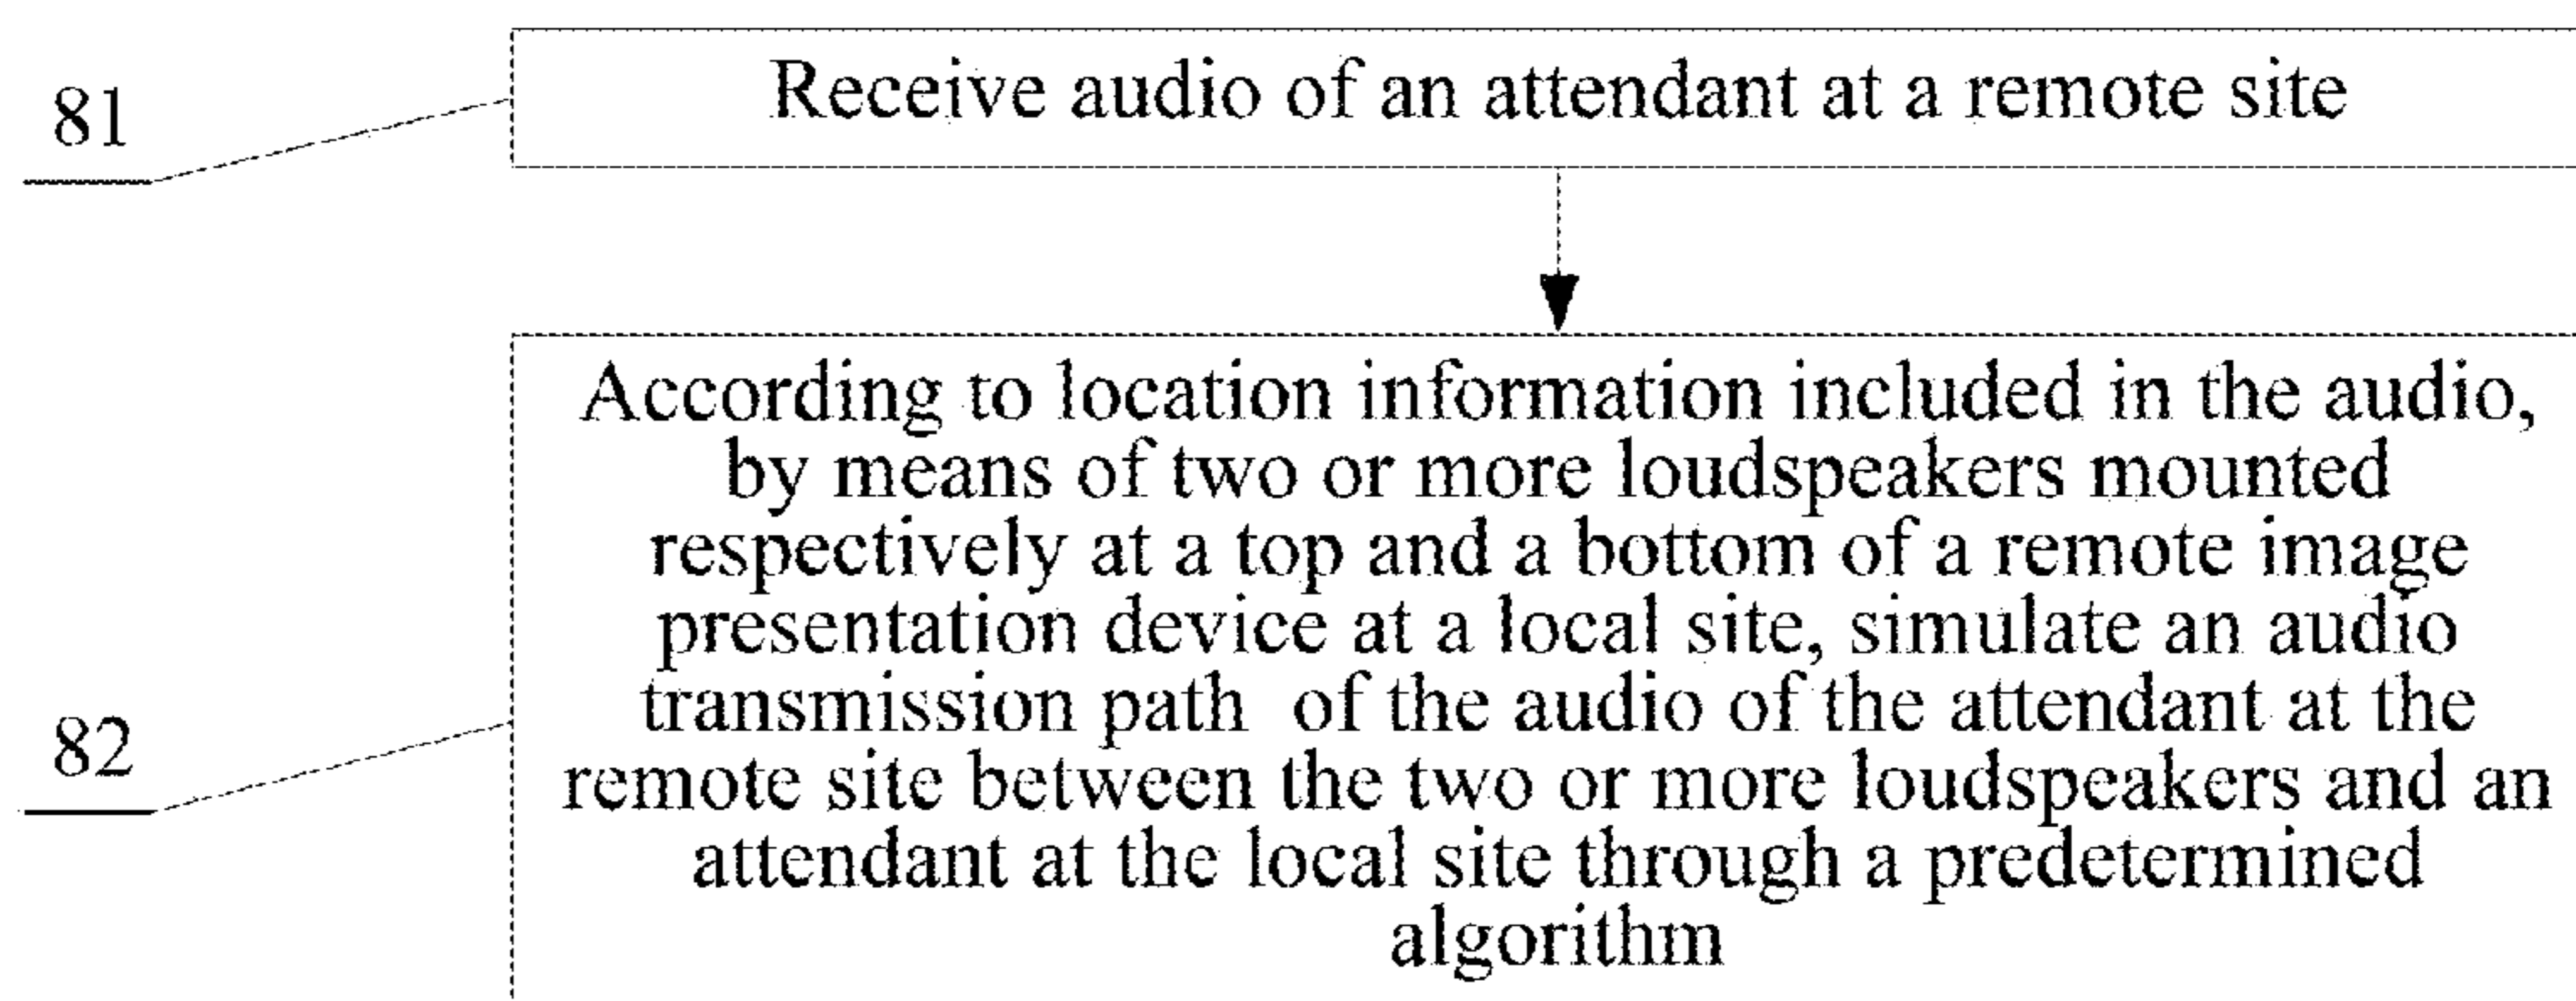 81
Receive audio of an attendant at a remote site
According to location information included in the audio,
by means of two or more loudspeakers mounted
respectively at a top and a bottom of a remote image
presentation device at a local site, simulate an audio
transmission path of the audio of the attendant at the
82
remote site between the two or more loudspeakers and an
attendant at the local site through a predetermined
algorithm